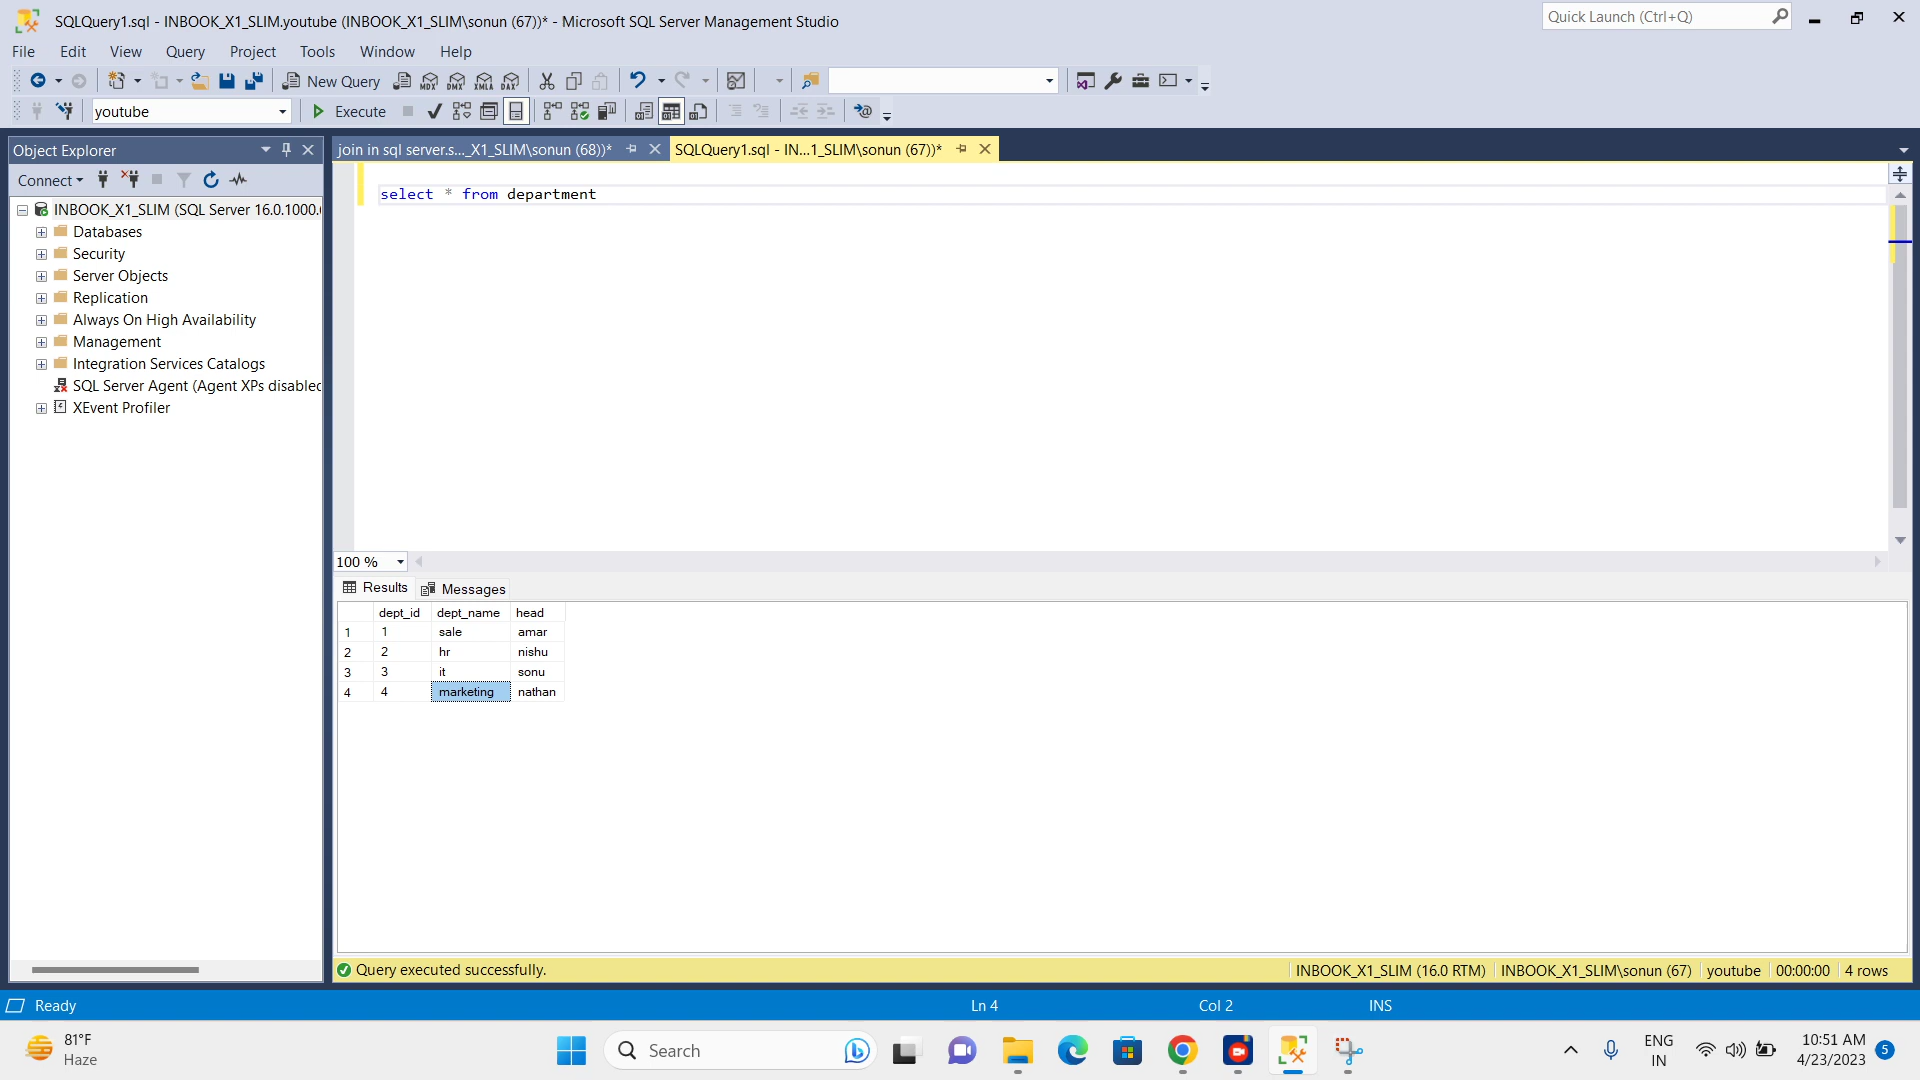 SQLQuery1.sql - INBOOK_X1_SLIM.youtube (INBOOK_X1_SLIM\sonun (67))* - Microsoft SQL Server Management Studio
Quick Launch (Ctrl+Q)
File Edit View Query Project Tools Window Help
New Query MDX DMX XMLA DAX
youtube Execute
Object Explorer
join in sql server.s..._X1_SLIM\sonun (68))* SQLQuery1.sql - IN...1_SLIM\sonun (67))*
Connect
select * from department
INBOOK_X1_SLIM (SQL Server 16.0.1000.
Databases
Security
Server Objects
Replication
Always On High Availability
Management
Integration Services Catalogs
SQL Server Agent (Agent XPs disabled
XEvent Profiler
100 %
Results Messages
dept_id dept_name head
1 1 sale amar
2 2 hr nishu
3 3 it sonu
4 4 marketing nathan
Query executed successfully. INBOOK_X1_SLIM (16.0 RTM) INBOOK_X1_SLIM\sonun (67) youtube 00:00:00 4 rows
Ready Ln 4 Col 2 INS
81°F
Haze
Search
ENG
IN
10:51 AM
4/23/2023
5